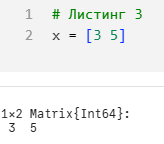 1 # Листинг 3
2 x = [3 5]
1×2 Matrix{Int64}:
 3  5